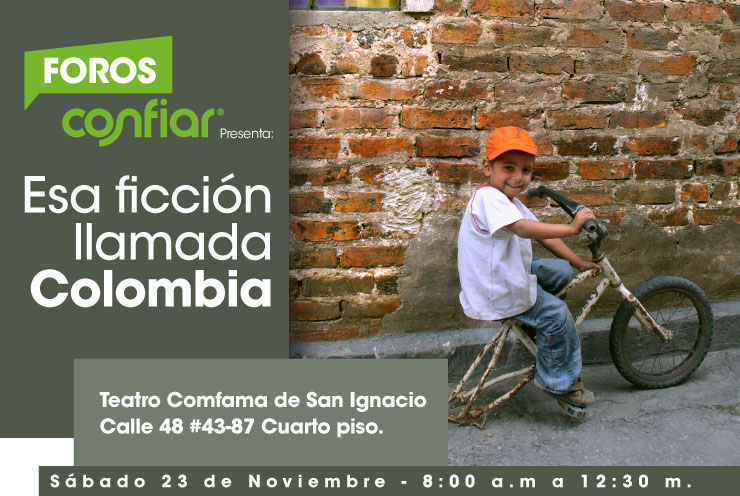 FOROS
confiar®
Presenta:
Esa ficción
llamada
Colombia
Teatro Comfama de San Ignacio
Calle 48 #43-87 Cuarto piso.
Sábado 23 de Noviembre - 8:00 a.m a 12:30 m.